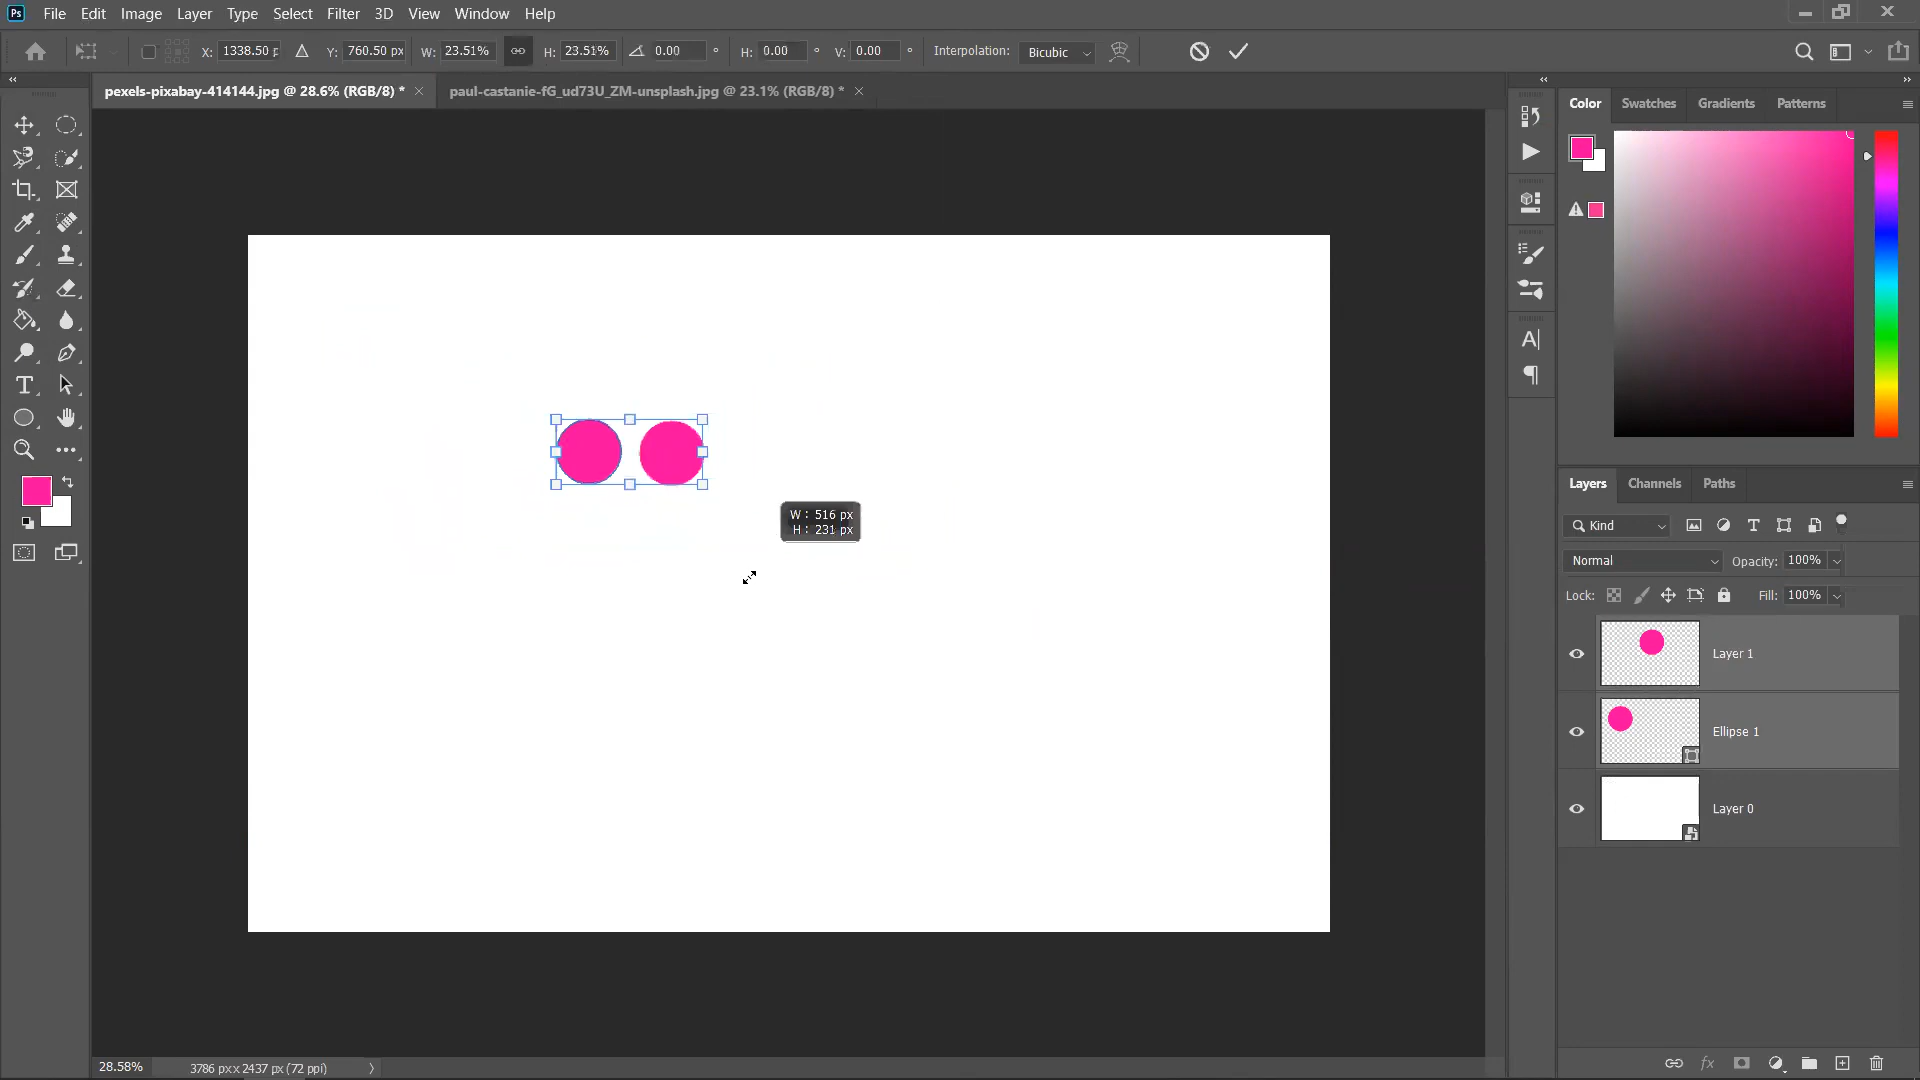 Ps File Edit Image Layer Type Select Filter 3D View Window Help
X: 1338.50 p Y: 760.50 px W: 23.51% H: 23.51% 0.00 ° H: 0.00 ° V: 0.00 ° Interpolation: Bicubic
pexels-pixabay-414144.jpg @ 28.6% (RGB/8) * paul-castanie-fG_ud73U_ZM-unsplash.jpg @ 23.1% (RGB/8) *
Color Swatches Gradients Patterns
W : 516 px
H : 231 px
Layers Channels Paths
Kind
Normal Opacity: 100%
Lock: Fill: 100%
Layer 1
Ellipse 1
Layer 0
fx
28.58% 3786 px x 2437 px (72 ppi)